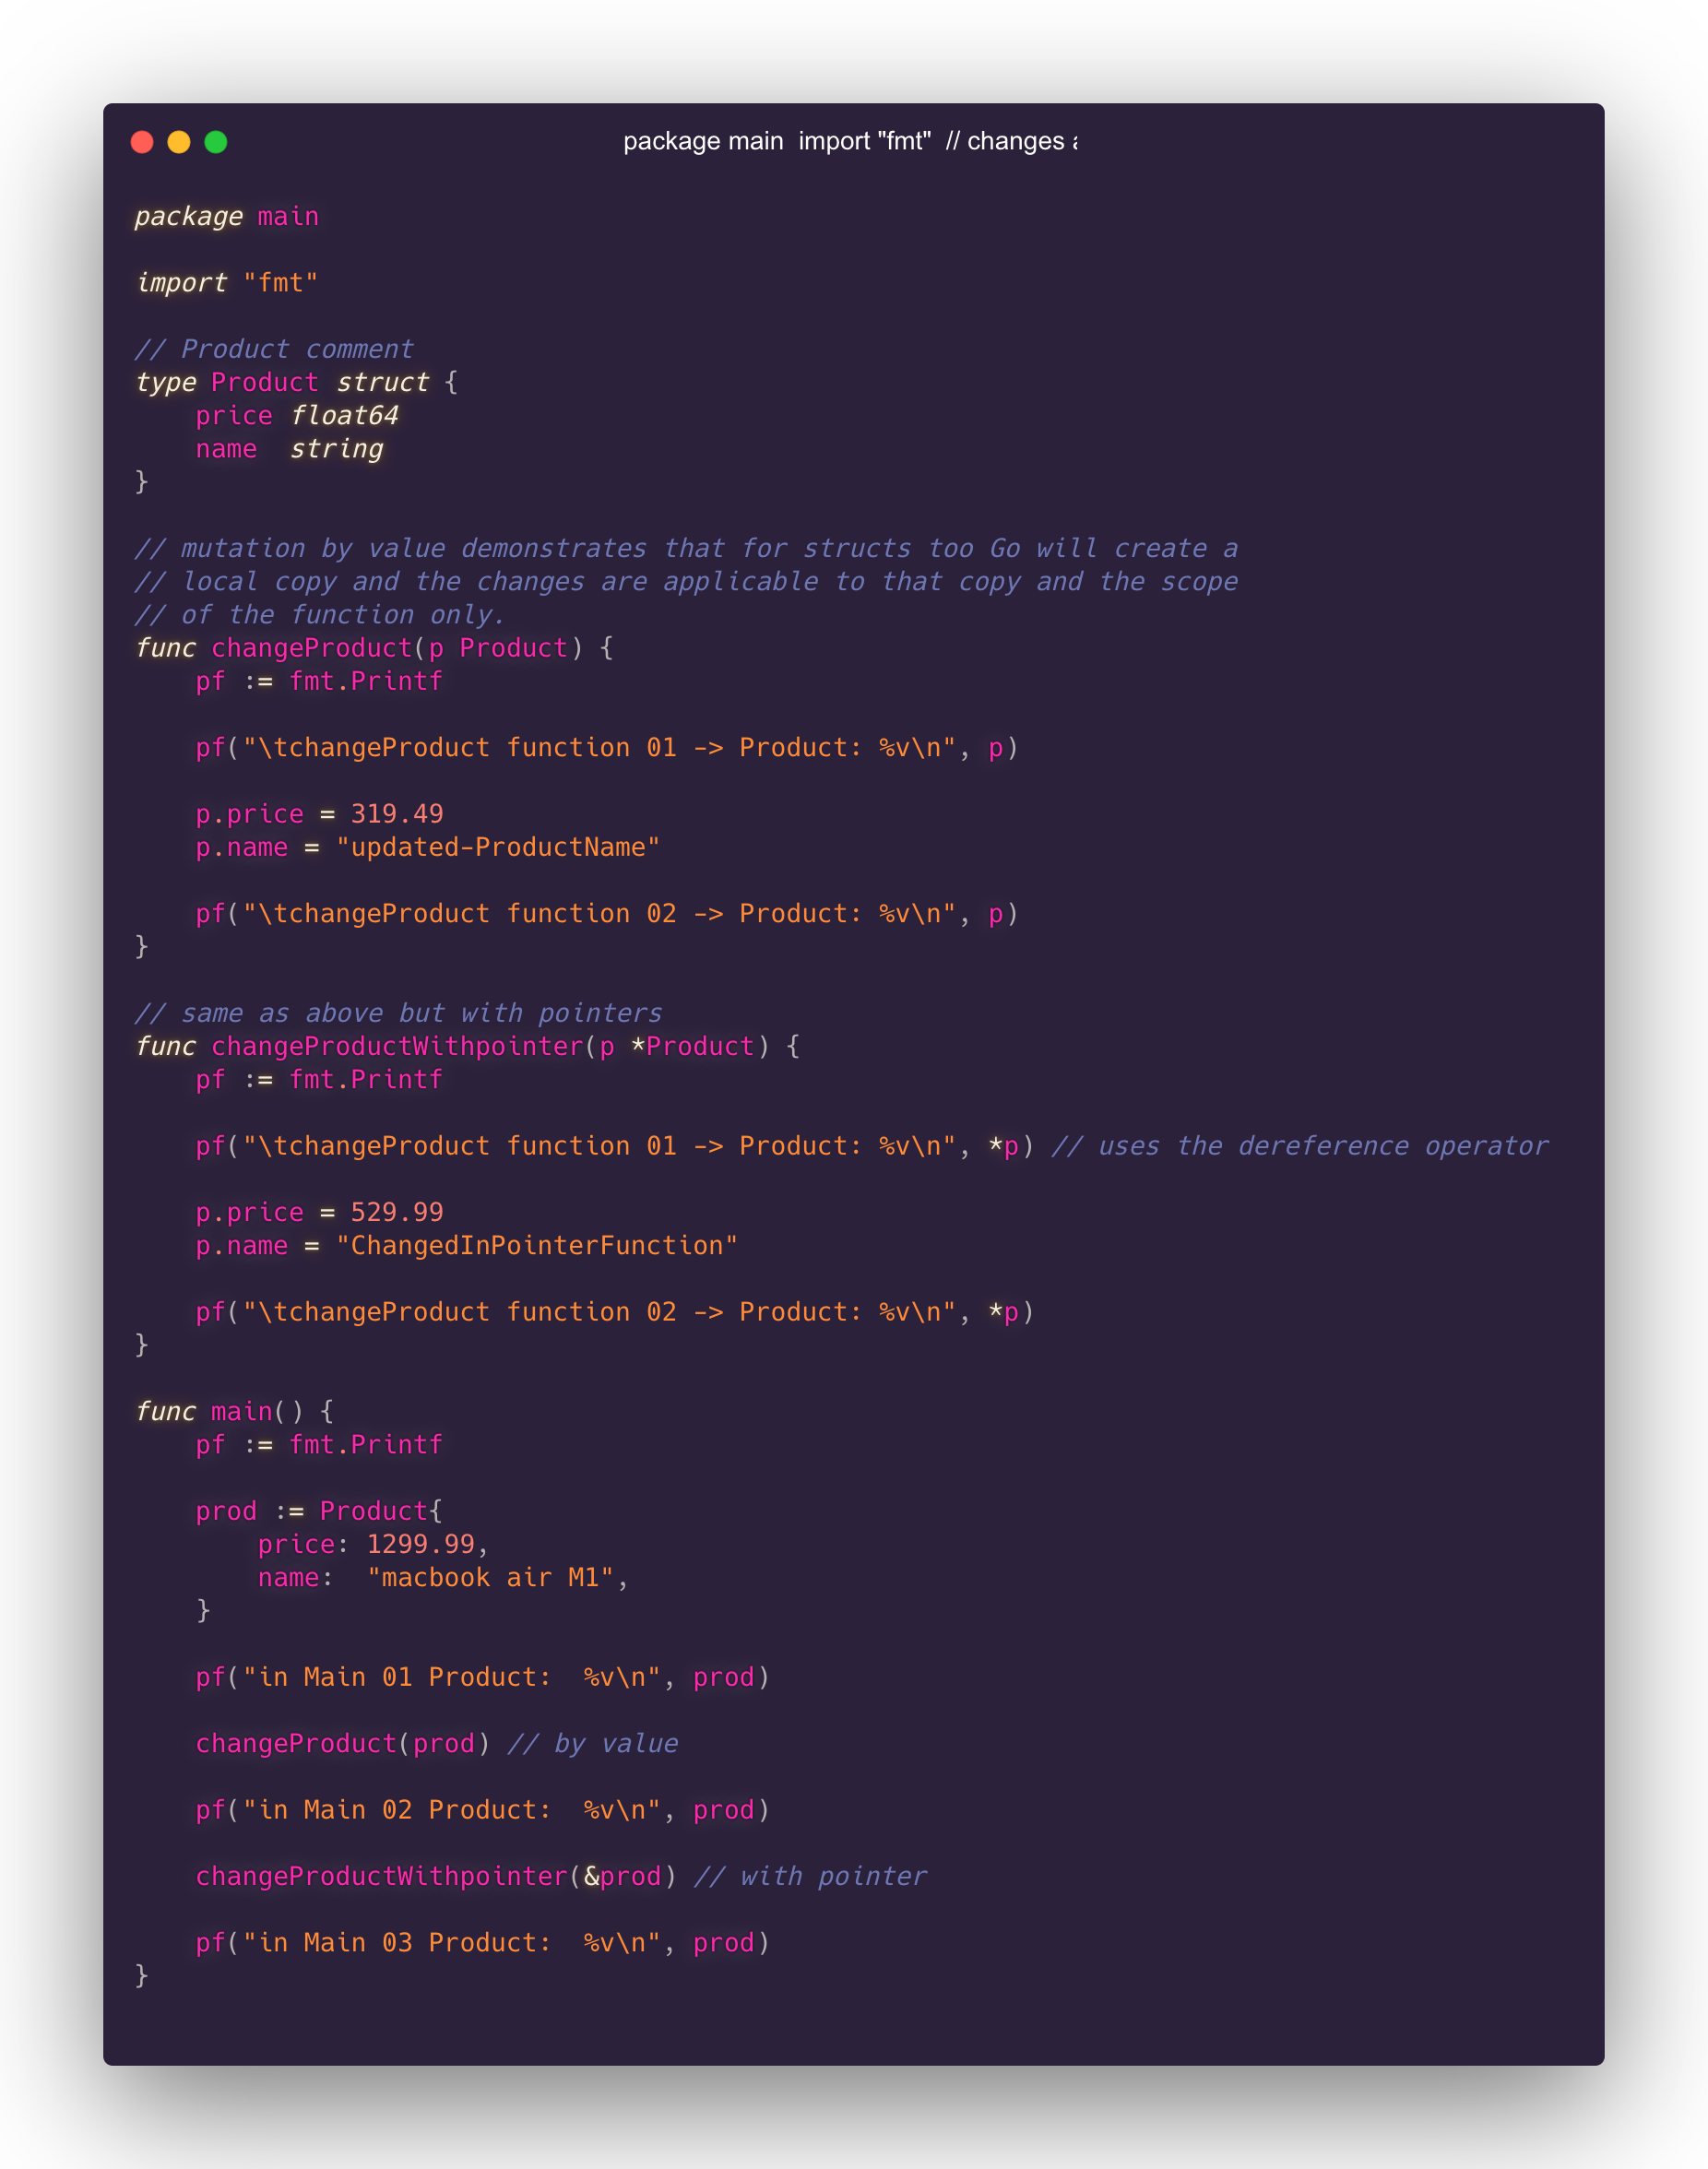 package main  import "fmt"  // changes
package main
import "fmt"
// Product comment
type Product struct {
    price float64
    name  string
}
// mutation by value demonstrates that for structs too Go will create a
// local copy and the changes are applicable to that copy and the scope
// of the function only.
func changeProduct(p Product) {
    pf := fmt.Printf
    pf("\tchangeProduct function 01 -> Product: %v\n", p)
    p.price = 319.49
    p.name = "updated-ProductName"
    pf("\tchangeProduct function 02 -> Product: %v\n", p)
}
// same as above but with pointers
func changeProductWithpointer(p *Product) {
    pf := fmt.Printf
    pf("\tchangeProduct function 01 -> Product: %v\n", *p) // uses the dereference operator
    p.price = 529.99
    p.name = "ChangedInPointerFunction"
    pf("\tchangeProduct function 02 -> Product: %v\n", *p)
}
func main() {
    pf := fmt.Printf
    prod := Product{
        price: 1299.99,
        name:  "macbook air M1",
    }
    pf("in Main 01 Product:  %v\n", prod)
    changeProduct(prod) // by value
    pf("in Main 02 Product:  %v\n", prod)
    changeProductWithpointer(&prod) // with pointer
    pf("in Main 03 Product:  %v\n", prod)
}